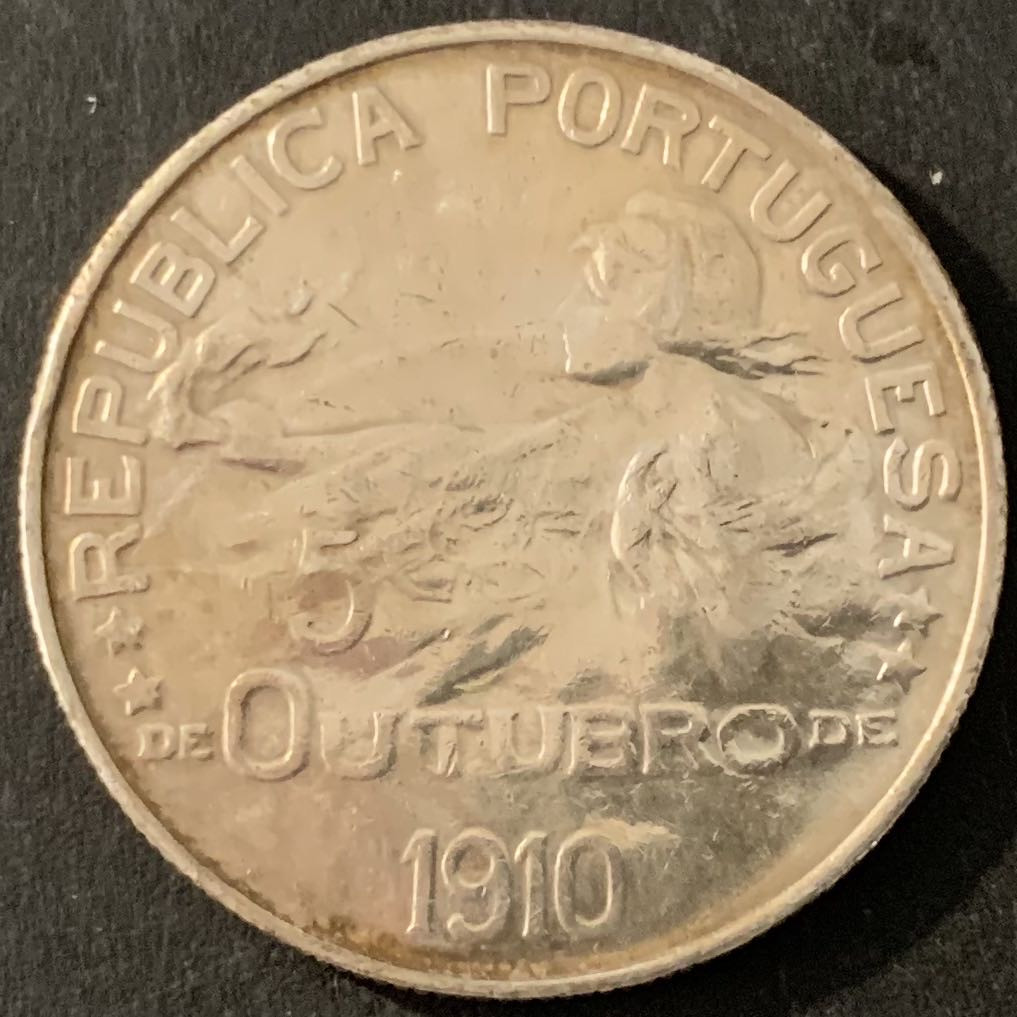 REPUBLICA PORTUGUESA
5
DE OUTUBRO DE
1910